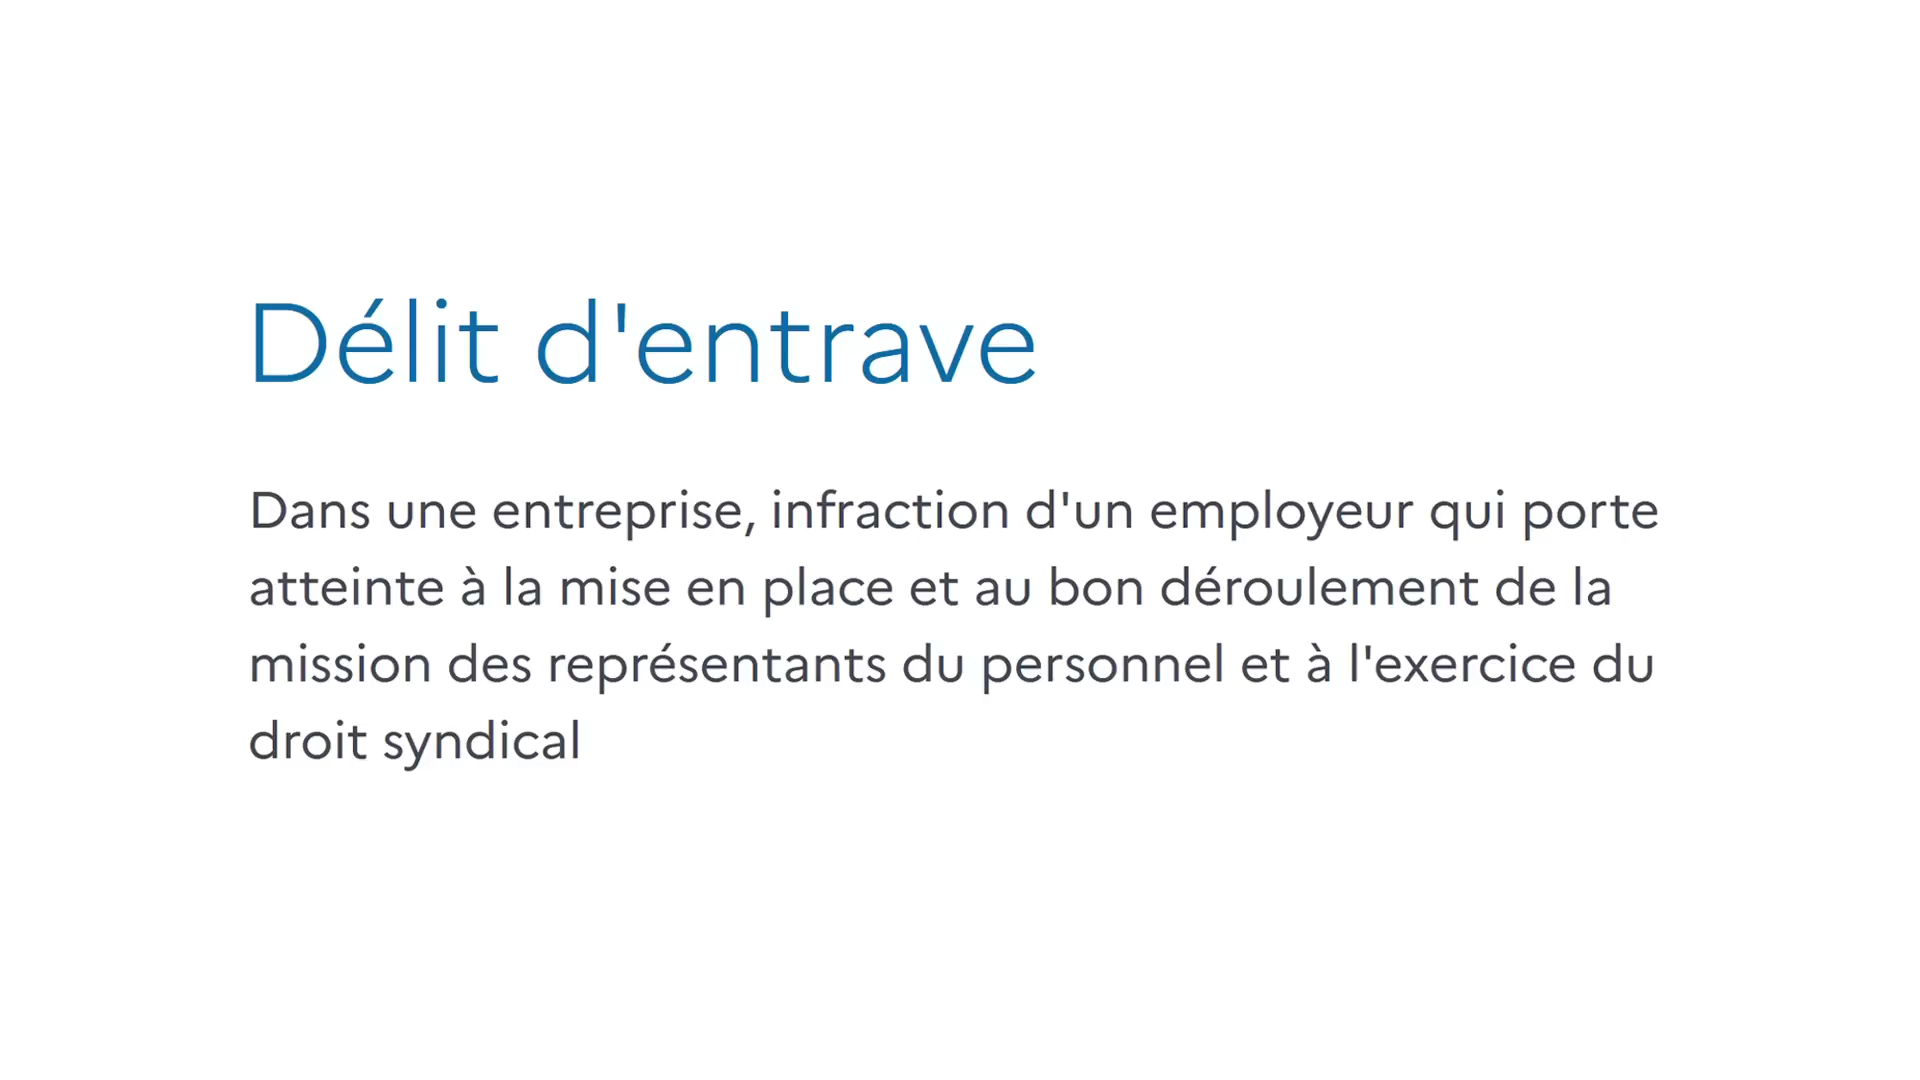 Délit d'entrave
Dans une entreprise, infraction d'un employeur qui porte
atteinte à la mise en place et au bon déroulement de la
mission des représentants du personnel et à l'exercice du
droit syndical